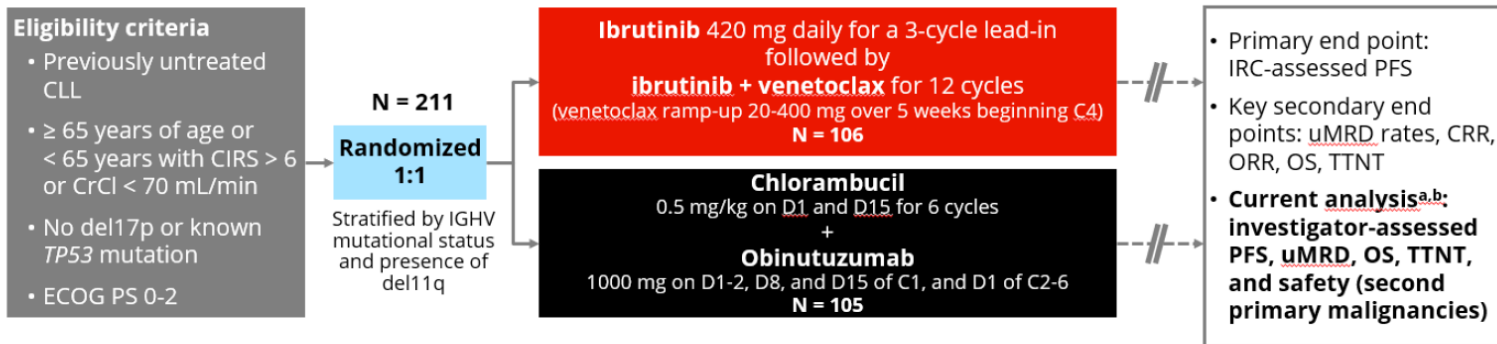 Eligibility criteria
• Previously untreated
CLL
• ≥ 65 years of age or
< 65 years with CIRS > 6
or CrCl < 70 mL/min
• No del17p or known
TP53 mutation
• ECOG PS 0-2
N = 211
Randomized
1:1
Stratified by IGHV
mutational status
and presence of
del11q
Ibrutinib 420 mg daily for a 3-cycle lead-in
followed by
ibrutinib + venetoclax for 12 cycles
(venetoclax ramp-up 20-400 mg over 5 weeks beginning C4)
N = 106
Chlorambucil
0.5 mg/kg on D1 and D15 for 6 cycles
+
Obinutuzumab
1000 mg on D1-2, D8, and D15 of C1, and D1 of C2-6
N = 105
• Primary end point:
IRC-assessed PFS
• Key secondary end
points: uMRD rates, CRR,
ORR, OS, TTNT
• Current analysisa,b:
investigator-assessed
PFS, uMRD, OS, TTNT,
and safety (second
primary malignancies)